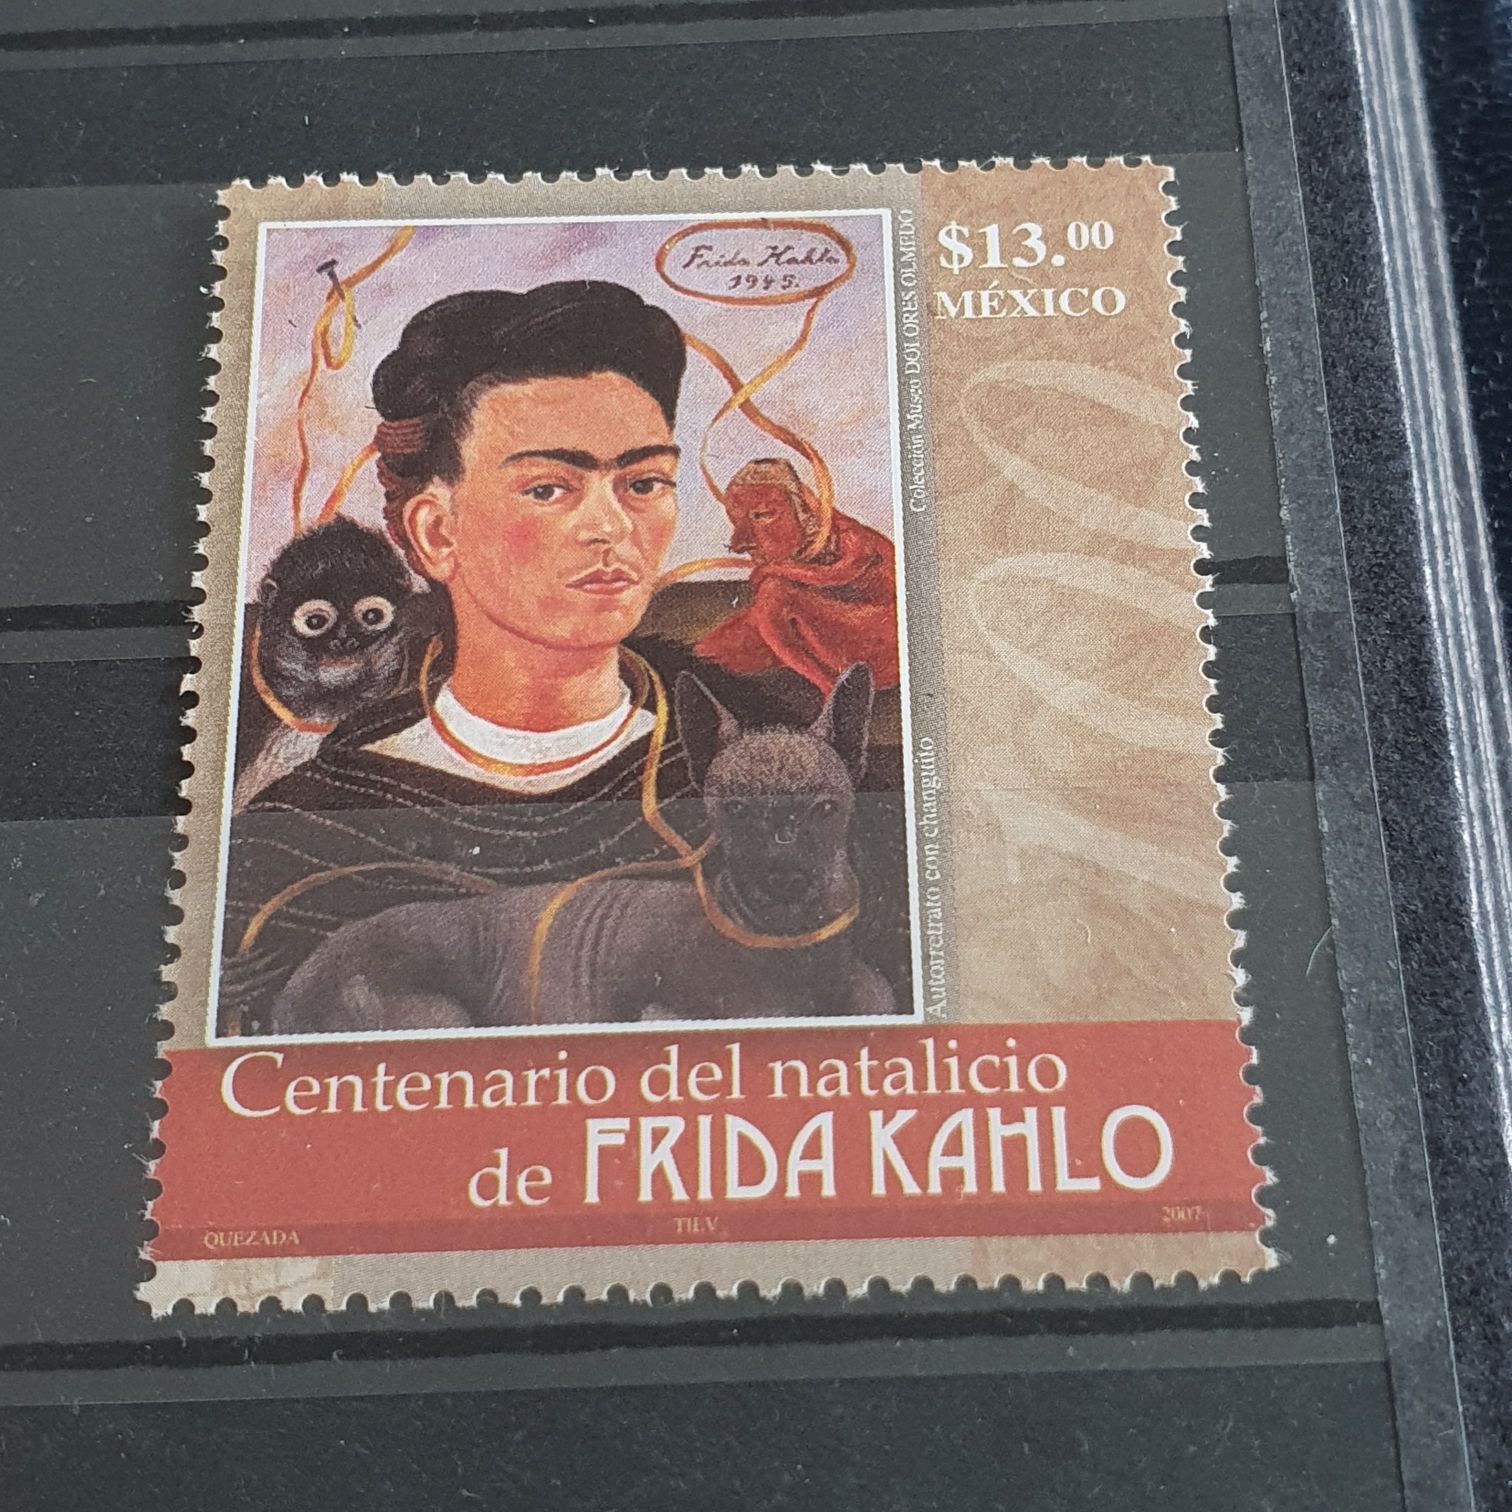 Frida Kahlo
1945.
$13.00
MÉXICO
Colección Museo DOLORES OLMEDO
Autorretrato con changuito
Centenario del natalicio
de FRIDA KAHLO
QUEZADA T.I.E.V. 2007